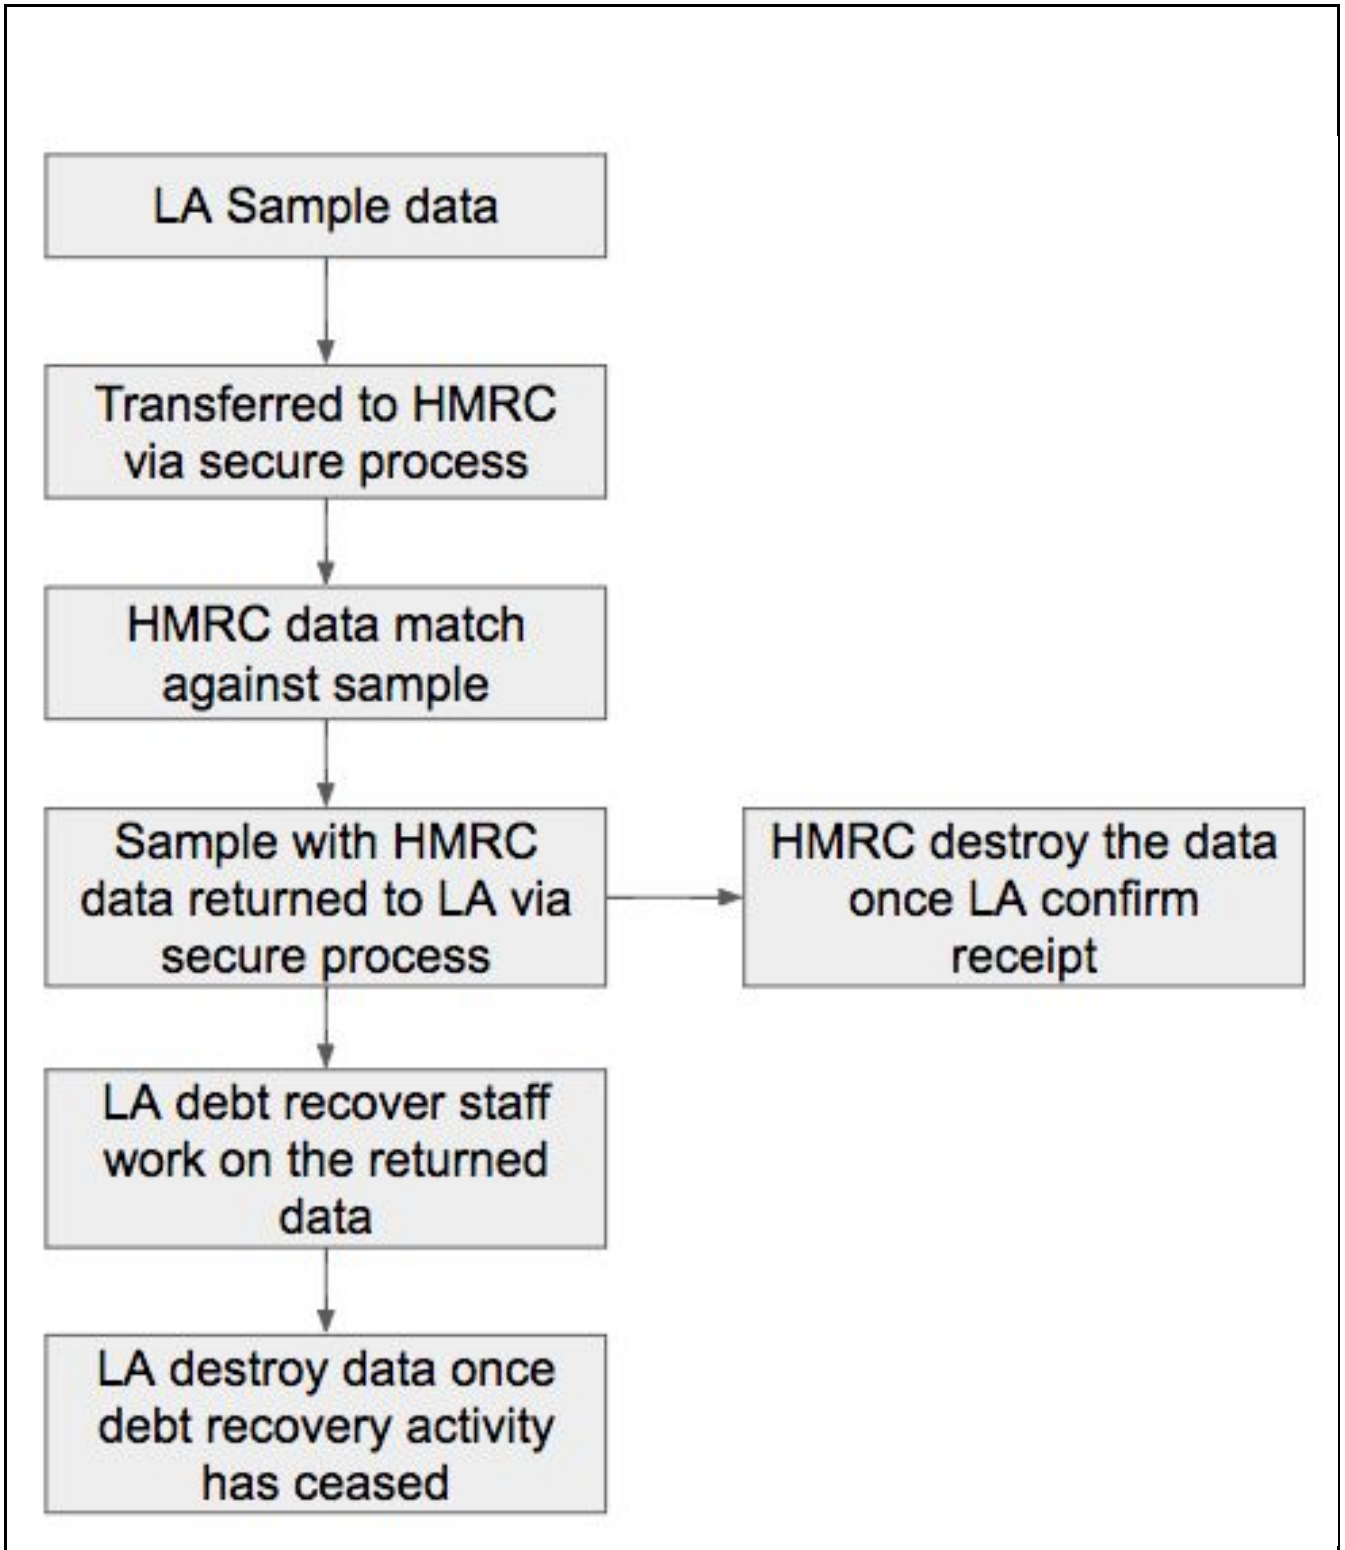 LA Sample data
Transferred to HMRC
via secure process
HMRC data match
against sample
Sample with HMRC
data returned to LA via
secure process
HMRC destroy the data
once LA confirm
receipt
LA debt recover staff
work on the returned
data
LA destroy data once
debt recovery activity
has ceased